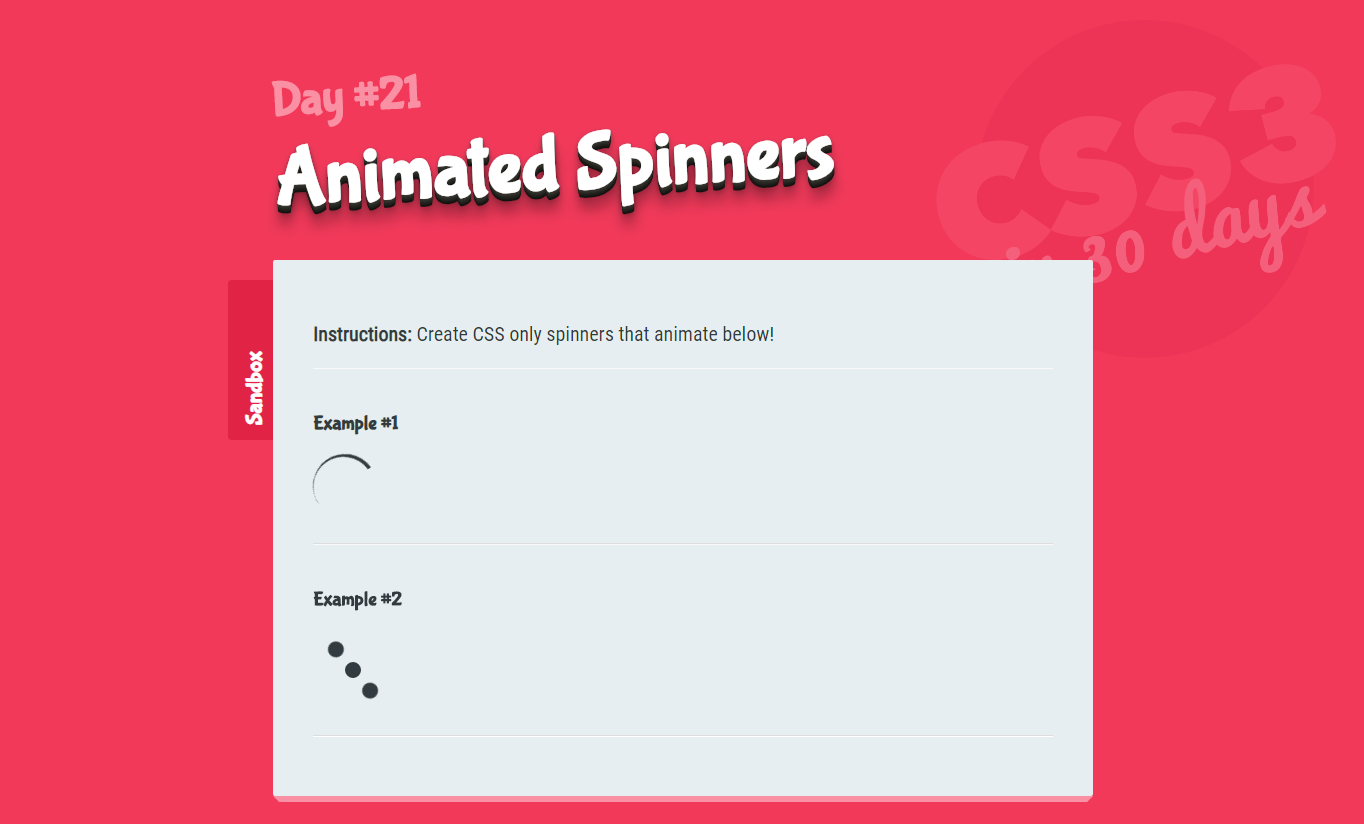 Day #21
Animated Spinners
CSS3
in 30 days
Sandbox
Instructions: Create CSS only spinners that animate below!
Example #1
Example #2